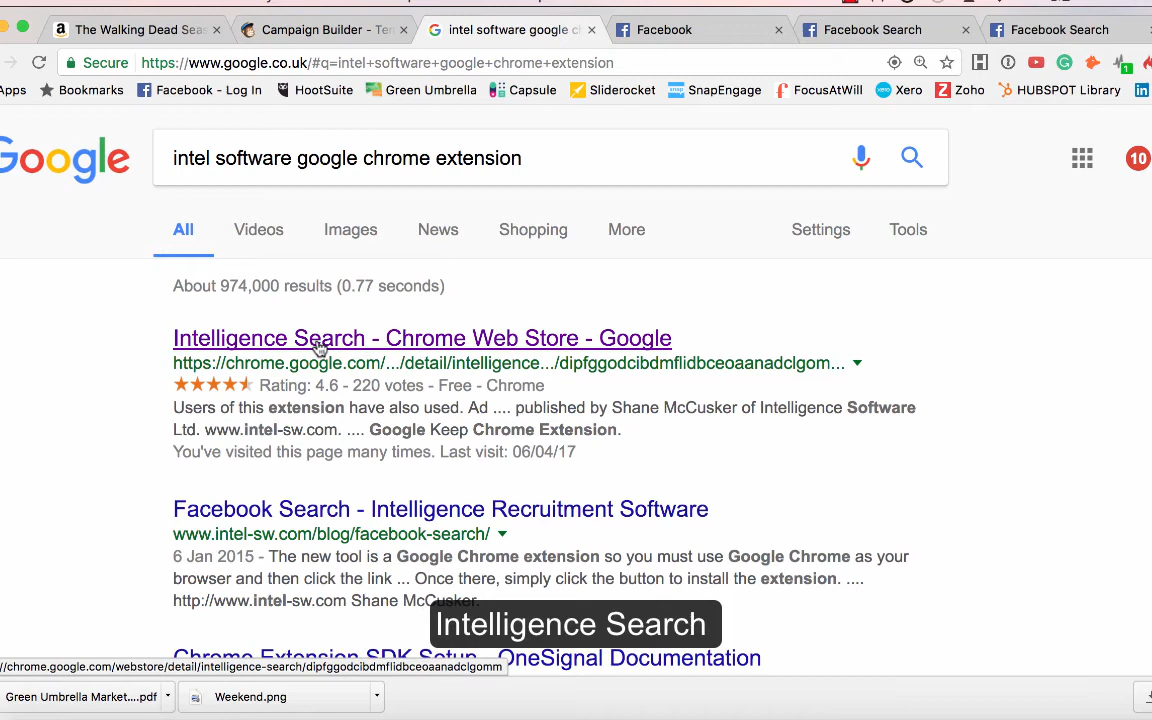 The Walking Dead Sea
Campaign Builder - Ten
intel software google c
Facebook
Facebook Search
Facebook Search
Secure https://www.google.co.uk/#q=intel+software+google+chrome+extension
Apps Bookmarks Facebook - Log In HootSuite Green Umbrella Capsule Sliderocket SnapEngage FocusAtWill Xero Zoho HUBSPOT Library
Google
intel software google chrome extension
10
All Videos Images News Shopping More Settings Tools
About 974,000 results (0.77 seconds)
Intelligence Search - Chrome Web Store - Google
https://chrome.google.com/.../detail/intelligence.../dipfggodcibdmflidbceoaanadclgom...
Rating: 4.6 - 220 votes - Free - Chrome
Users of this extension have also used. Ad .... published by Shane McCusker of Intelligence Software
Ltd. www.intel-sw.com. .... Google Keep Chrome Extension.
You've visited this page many times. Last visit: 06/04/17
Facebook Search - Intelligence Recruitment Software
www.intel-sw.com/blog/facebook-search/
6 Jan 2015 - The new tool is a Google Chrome extension so you must use Google Chrome as your
browser and then click the link ... Once there, simply click the button to install the extension. ....
http://www.intel-sw.com Shane McCusker.
Intelligence Search
Chrome Extension SDK Setup - OneSignal Documentation
//chrome.google.com/webstore/detail/intelligence-search/dipfggodcibdmflidbceoaanadclgomm
Green Umbrella Market....pdf
Weekend.png